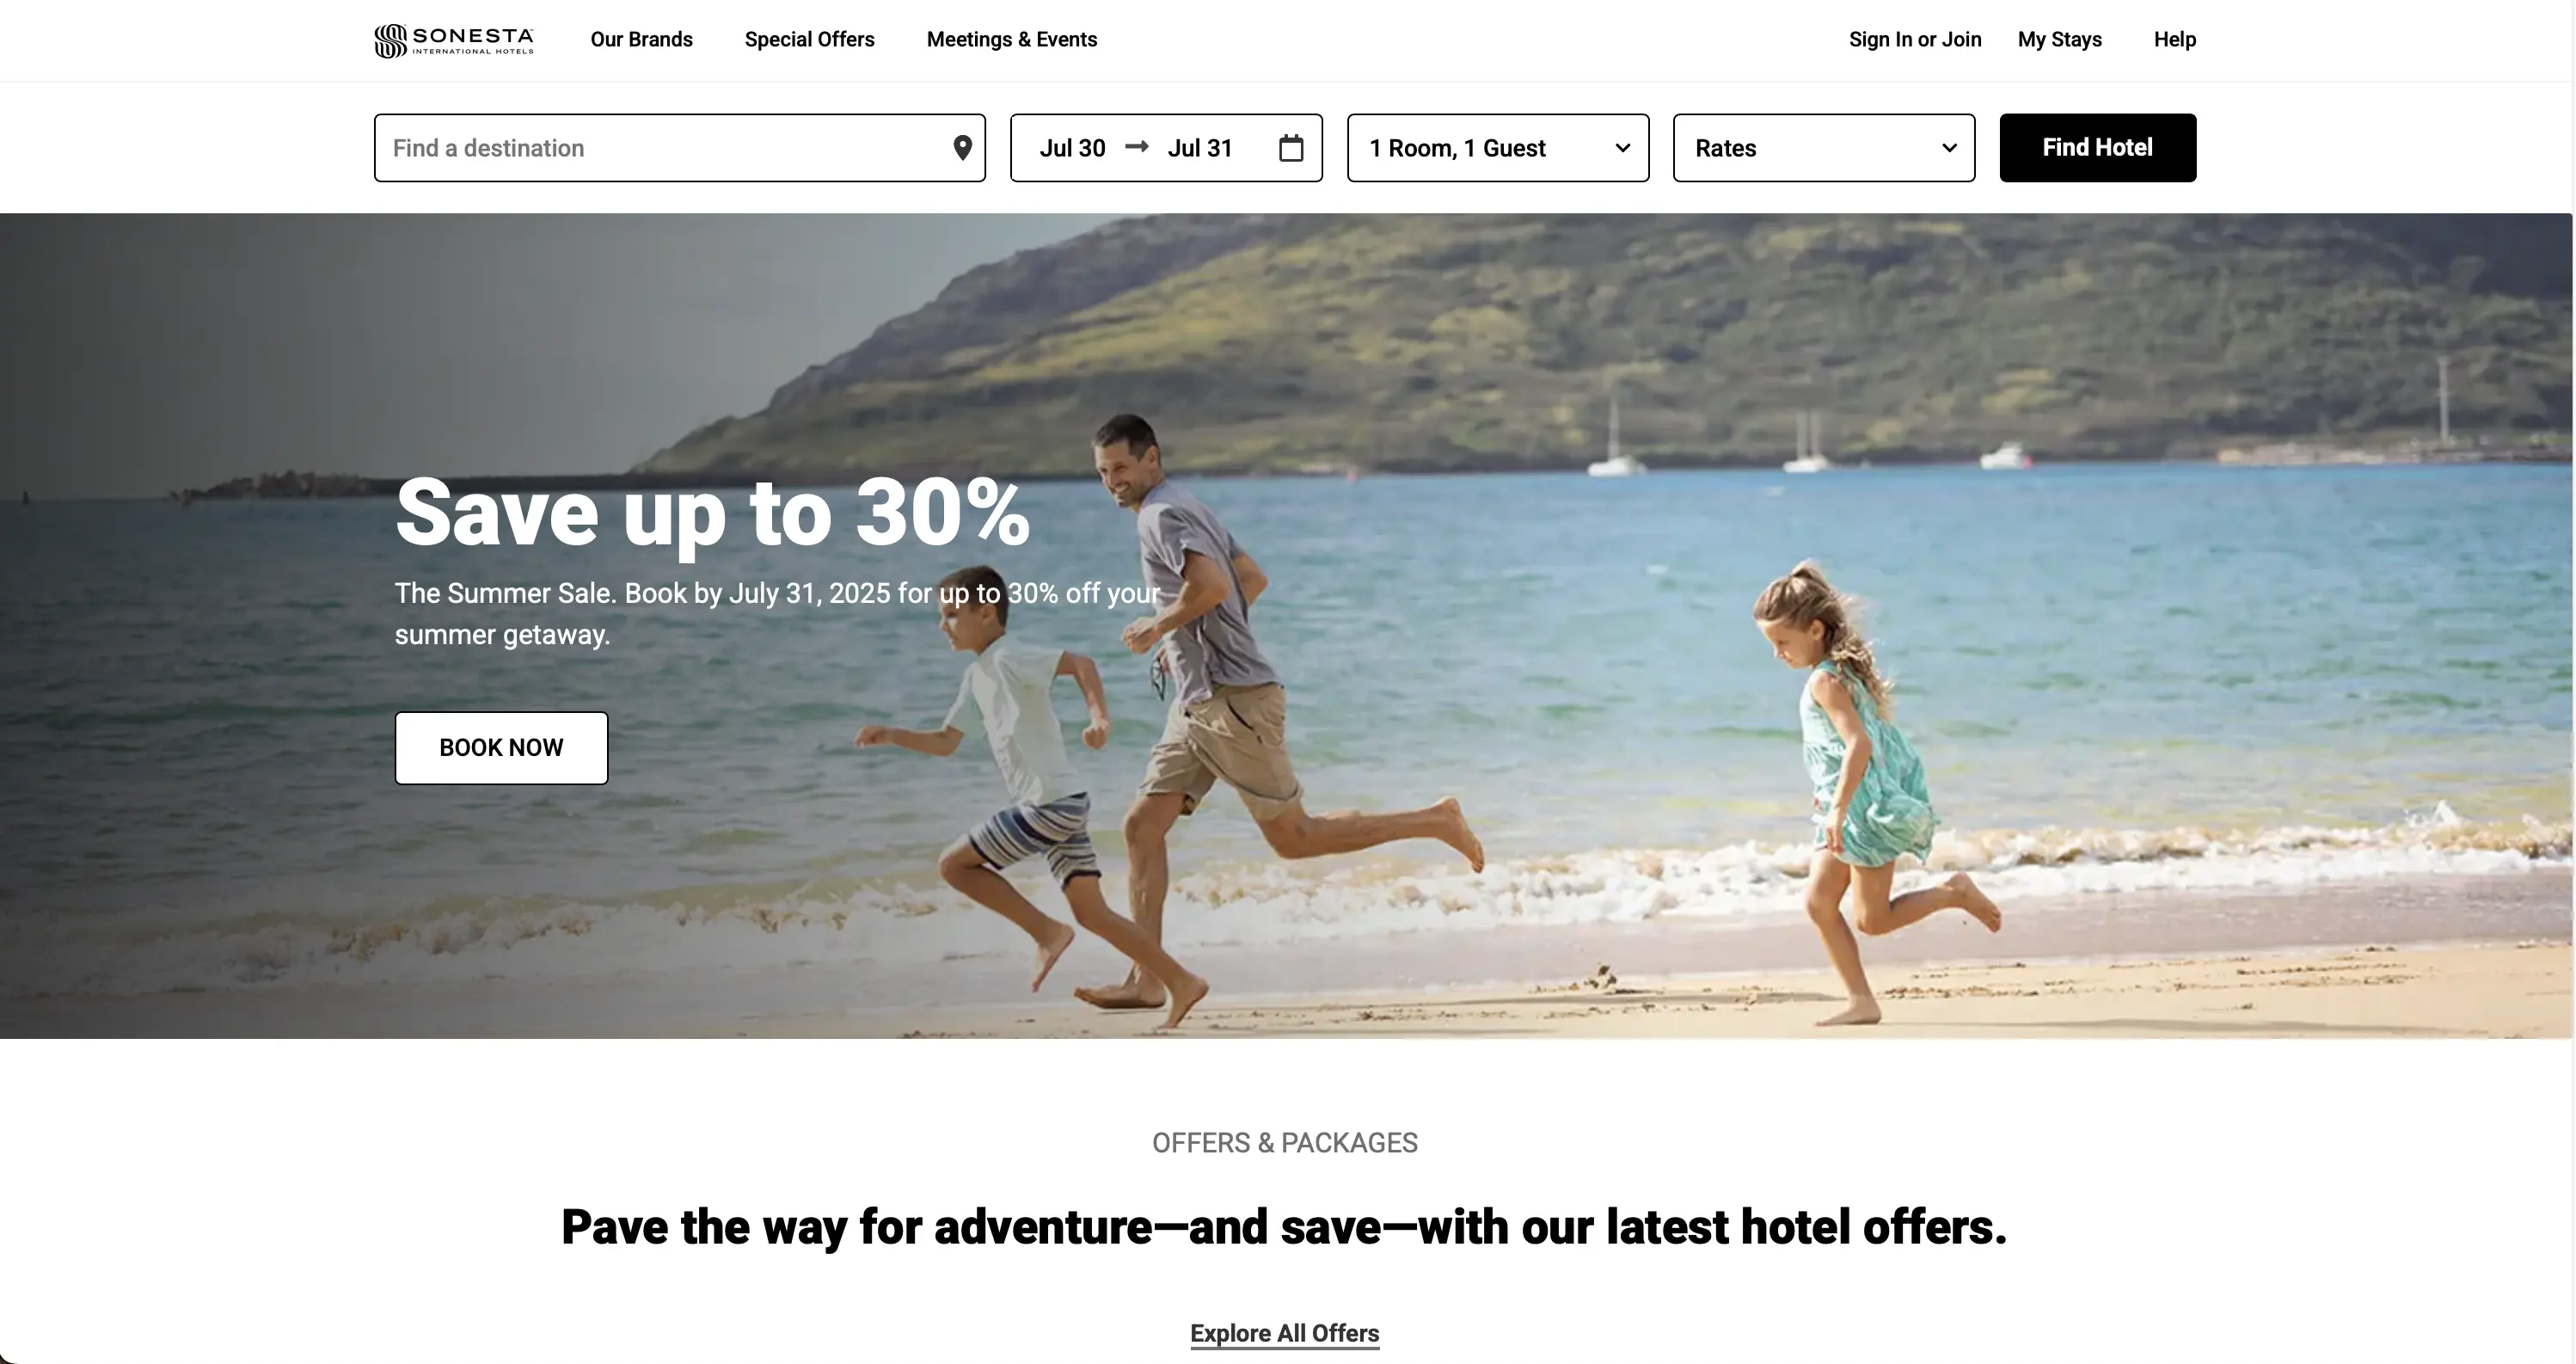 SONESTA
INTERNATIONAL HOTELS
Our Brands
Special Offers
Meetings & Events
Sign In or Join
My Stays
Help
Find a destination
Jul 30
Jul 31
1 Room, 1 Guest
Rates
Find Hotel
Save up to 30%
The Summer Sale. Book by July 31, 2025 for up to 30% off your
summer getaway.
BOOK NOW
OFFERS & PACKAGES
Pave the way for adventure—and save—with our latest hotel offers.
Explore All Offers